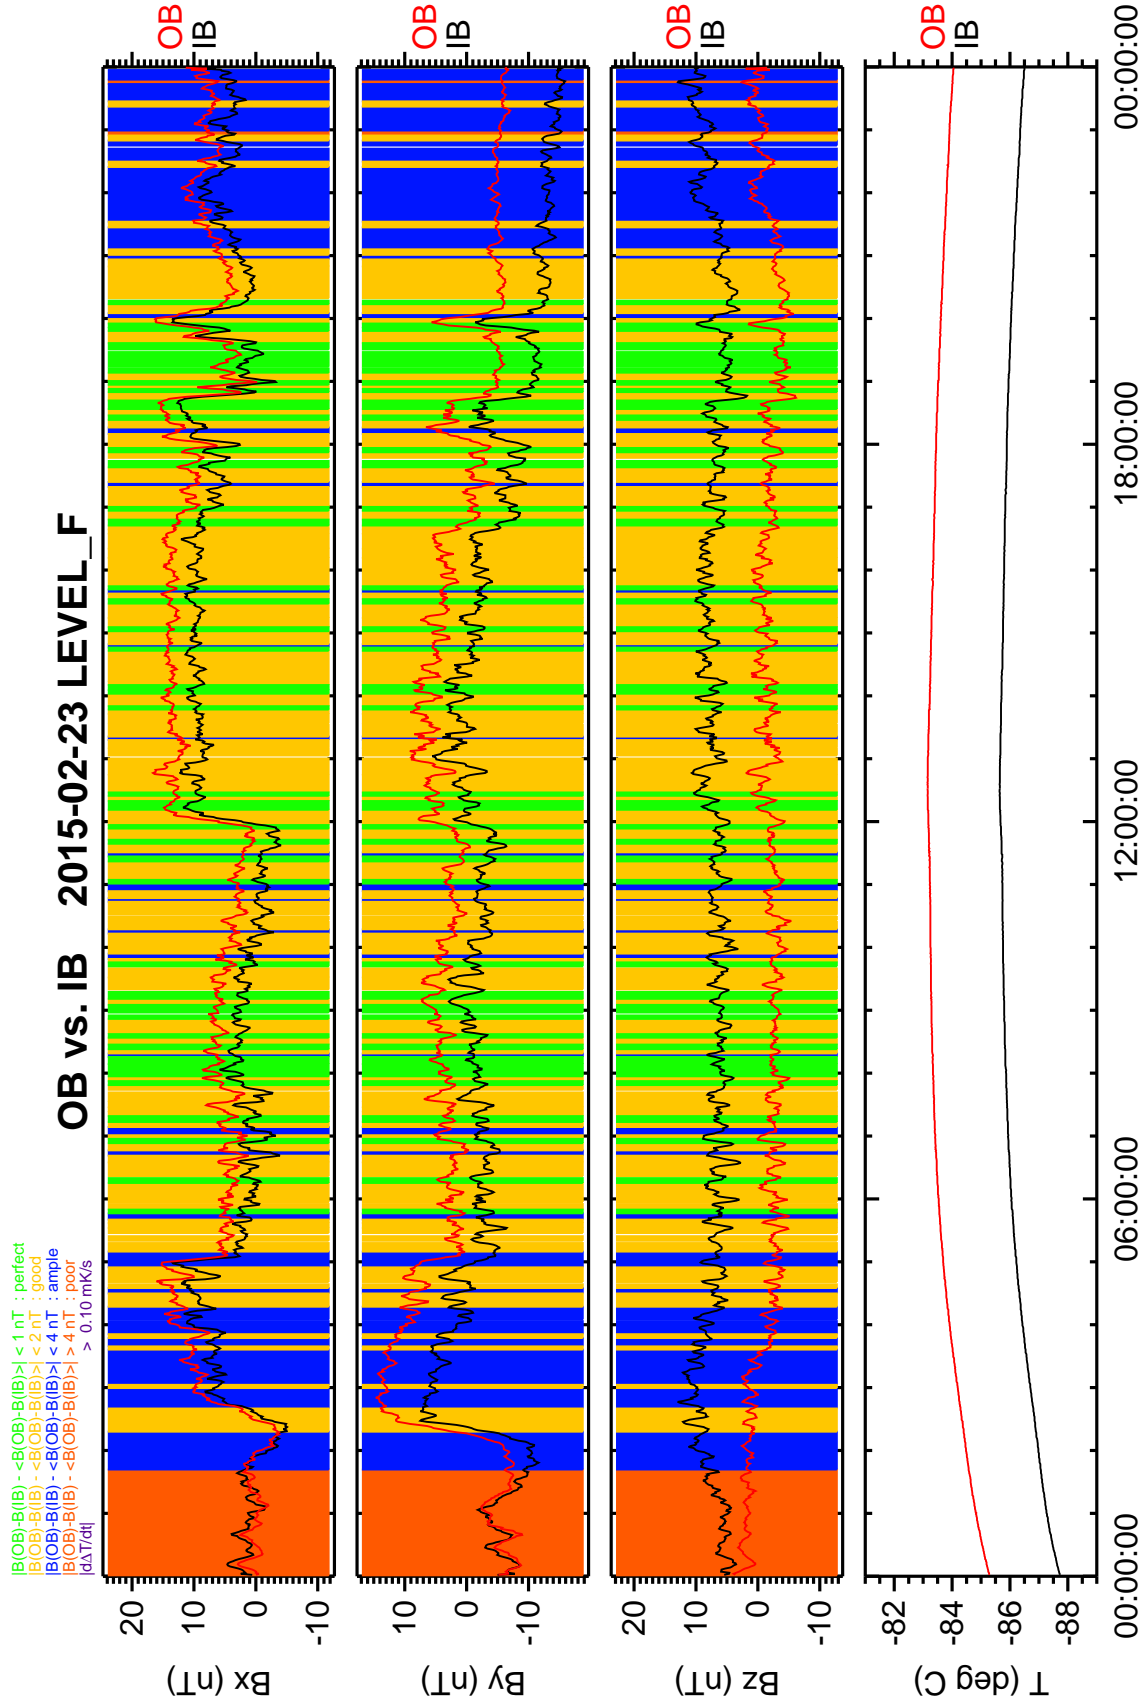 OB vs. IB 2015-02-23 LEVEL_F
|B(OB)-B(IB) - <B(OB)-B(IB)>| < 1 nT : perfect
|B(OB)-B(IB) - <B(OB)-B(IB)>| < 2 nT : good
|B(OB)-B(IB) - <B(OB)-B(IB)>| < 4 nT : ample
|B(OB)-B(IB) - <B(OB)-B(IB)>| > 4 nT : poor
|dΔT/dt| > 0.10 mK/s
Bx (nT)
20
10
0
-10
OB
IB
By (nT)
10
0
-10
OB
IB
Bz (nT)
20
10
0
-10
OB
IB
T (deg C)
-82
-84
-86
-88
OB
IB
00:00:00
06:00:00
12:00:00
18:00:00
00:00:00